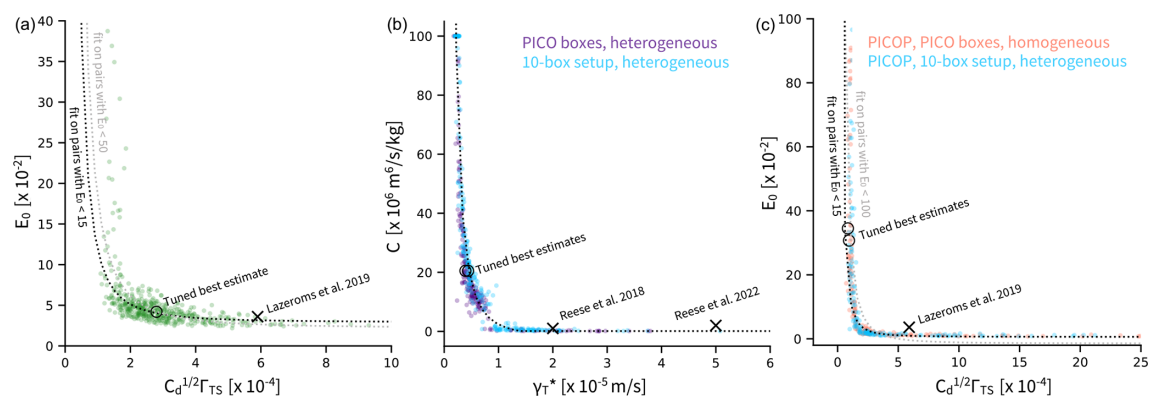 (a)
40
35
30
25
20
15
10
5
0
E₀ [x 10⁻²]
fit on pairs with E₀ < 15
fit on pairs with E₀ < 50
Tuned best estimate
Lazeroms et al. 2019
0 2 4 6 8 10
C_d^{1/2}Γ_TS [x 10⁻⁴]
(b)
100
80
60
40
20
0
C [x 10⁶ m⁶/s/kg]
PICO boxes, heterogeneous
10-box setup, heterogeneous
Tuned best estimates
Reese et al. 2018
Reese et al. 2022
0 1 2 3 4 5 6
γ_T* [x 10⁻⁵ m/s]
(c)
100
80
60
40
20
0
E₀ [x 10⁻²]
PICOP, PICO boxes, homogeneous
PICOP, 10-box setup, heterogeneous
fit on pairs with E₀ < 15
fit on pairs with E₀ < 100
Tuned best estimates
Lazeroms et al. 2019
0 5 10 15 20 25
C_d^{1/2}Γ_TS [x 10⁻⁴]